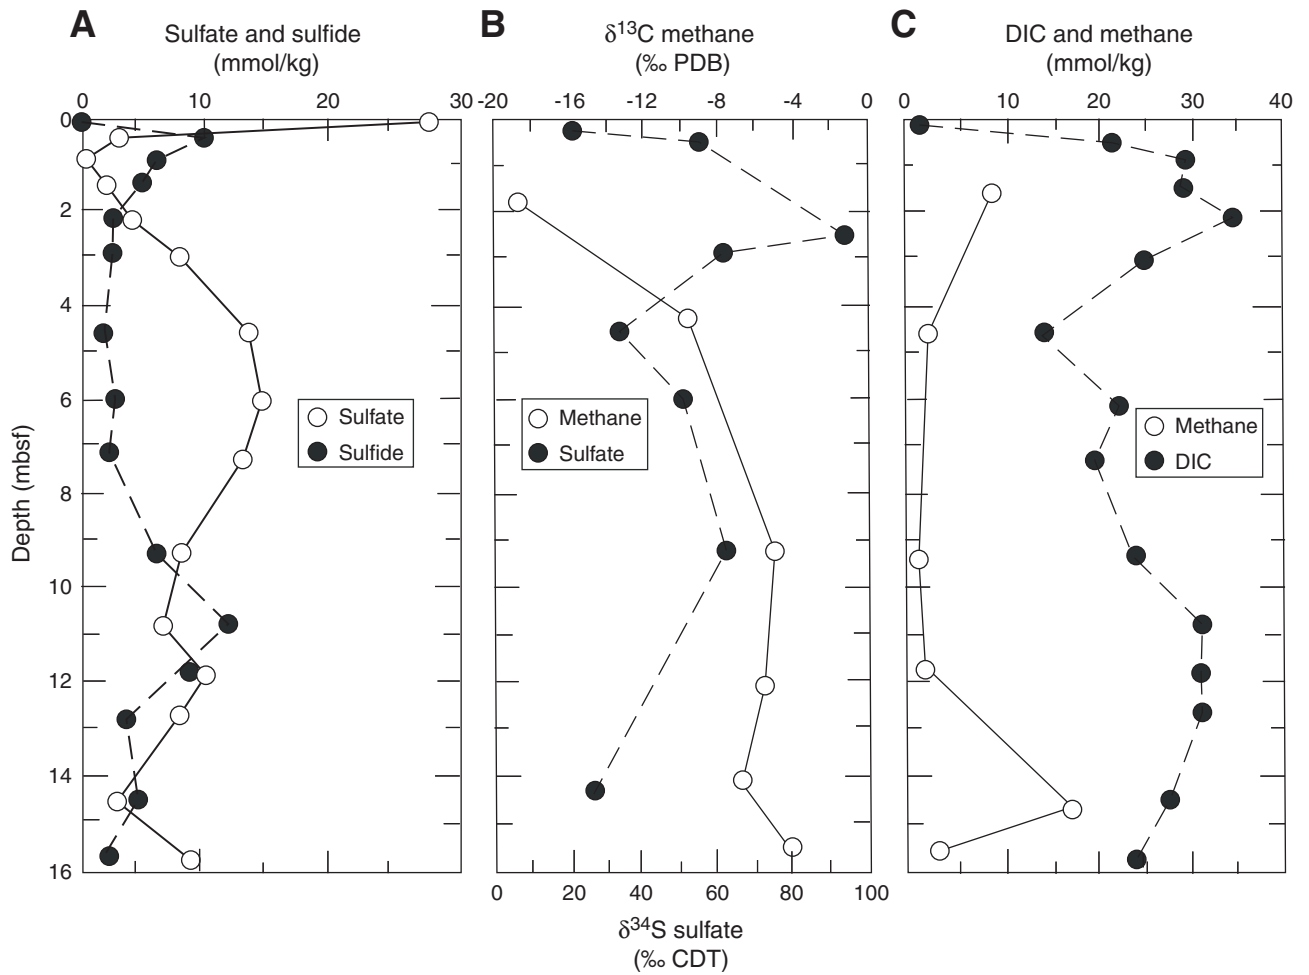 A
Sulfate and sulfide
(mmol/kg)
0 10 20 30
Depth (mbsf)
0
2
4
6
8
10
12
14
16
Sulfate
Sulfide
B
δ13C methane
(‰ PDB)
-20 -16 -12 -8 -4 0
Methane
Sulfate
0 20 40 60 80 100
δ34S sulfate
(‰ CDT)
C
DIC and methane
(mmol/kg)
0 10 20 30 40
Methane
DIC